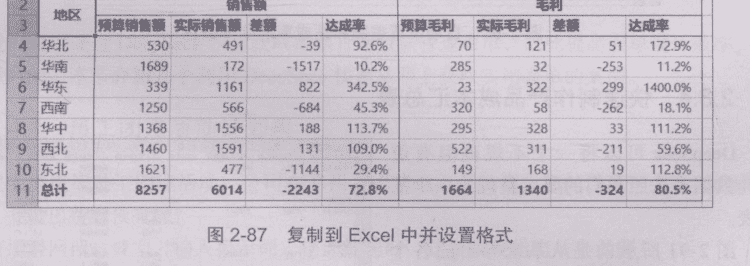 2 销售额 毛利
地区
3 预算销售额 实际销售额 差额 达成率 预算毛利 实际毛利 差额 达成率
4 华北 530 491 -39 92.6% 70 121 51 172.9%
5 华南 1689 172 -1517 10.2% 285 32 -253 11.2%
6 华东 339 1161 822 342.5% 23 322 299 1400.0%
7 西南 1250 566 -684 45.3% 320 58 -262 18.1%
8 华中 1368 1556 188 113.7% 295 328 33 111.2%
9 西北 1460 1591 131 109.0% 522 311 -211 59.6%
10 东北 1621 477 -1144 29.4% 149 168 19 112.8%
11 总计 8257 6014 -2243 72.8% 1664 1340 -324 80.5%
图 2-87 复制到 Excel 中并设置格式